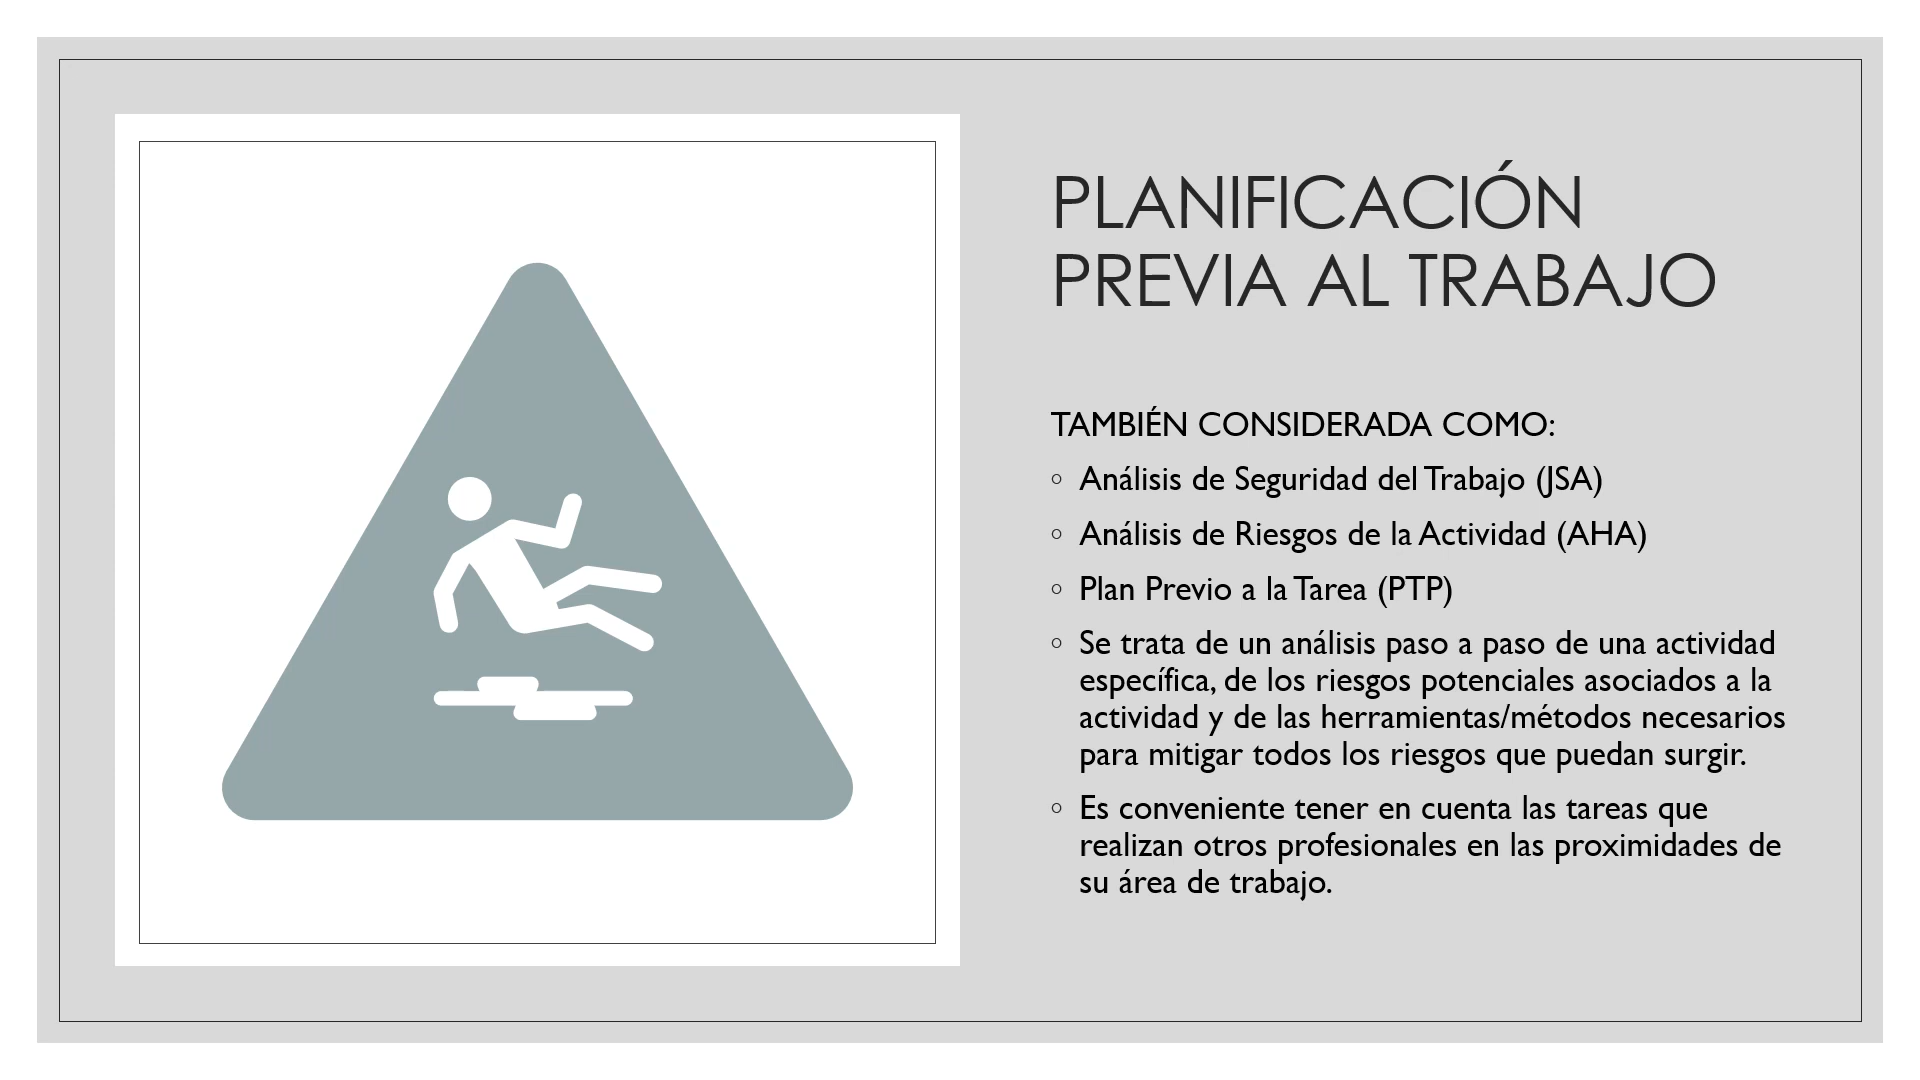 PLANIFICACIÓN
PREVIA AL TRABAJO
TAMBIÉN CONSIDERADA COMO:
◦ Análisis de Seguridad del Trabajo (JSA)
◦ Análisis de Riesgos de la Actividad (AHA)
◦ Plan Previo a la Tarea (PTP)
◦ Se trata de un análisis paso a paso de una actividad
específica, de los riesgos potenciales asociados a la
actividad y de las herramientas/métodos necesarios
para mitigar todos los riesgos que puedan surgir.
◦ Es conveniente tener en cuenta las tareas que
realizan otros profesionales en las proximidades de
su área de trabajo.